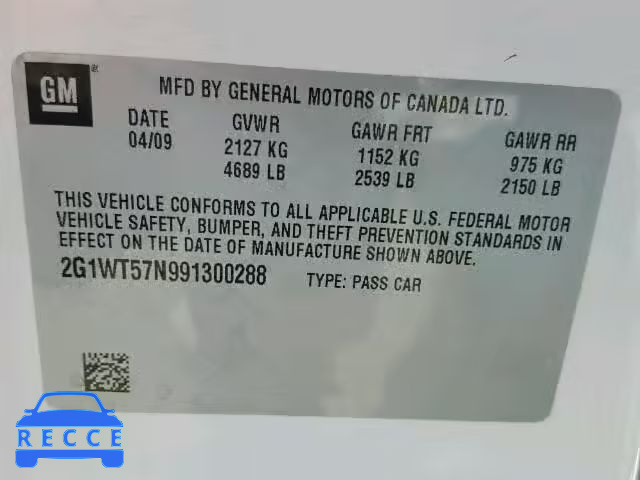 GM ®
MFD BY GENERAL MOTORS OF CANADA LTD.
DATE GVWR GAWR FRT GAWR RR
04/09 2127 KG 1152 KG 975 KG
4689 LB 2539 LB 2150 LB
THIS VEHICLE CONFORMS TO ALL APPLICABLE U.S. FEDERAL MOTOR
VEHICLE SAFETY, BUMPER, AND THEFT PREVENTION STANDARDS IN
EFFECT ON THE DATE OF MANUFACTURE SHOWN ABOVE.
2G1WT57N991300288 TYPE: PASS CAR
RECCE